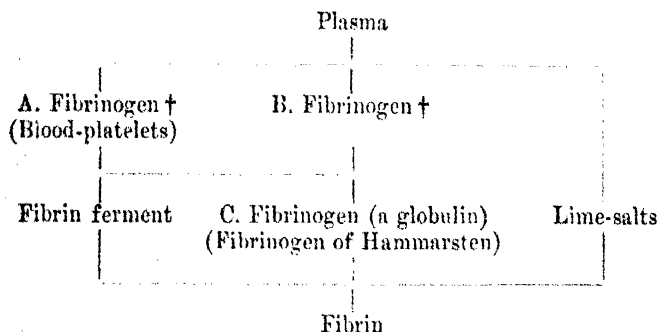 Plasma
A. Fibrinogen † B. Fibrinogen †
(Blood-platelets)
Fibrin ferment C. Fibrinogen (a globulin) Lime-salts
(Fibrinogen of Hammarsten)
Fibrin